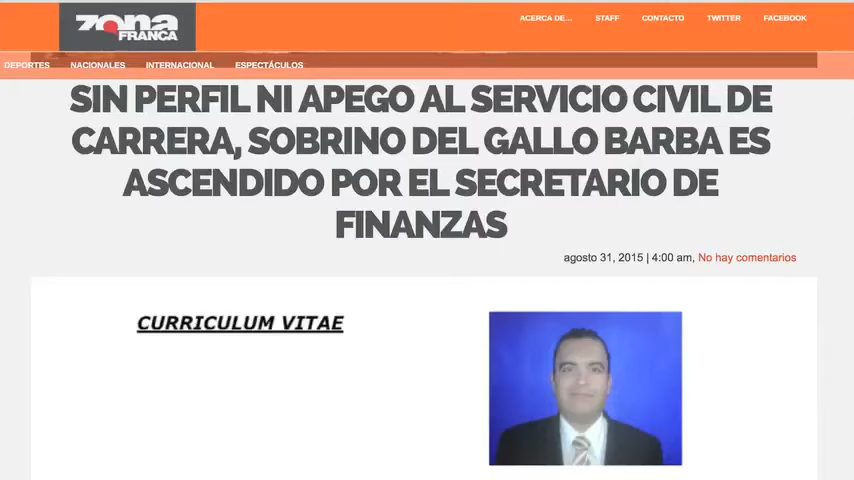 ZONA
FRANCA
ACERCA DE... STAFF CONTACTO TWITTER FACEBOOK
DEPORTES NACIONALES INTERNACIONAL ESPECTÁCULOS
SIN PERFIL NI APEGO AL SERVICIO CIVIL DE
CARRERA, SOBRINO DEL GALLO BARBA ES
ASCENDIDO POR EL SECRETARIO DE
FINANZAS
agosto 31, 2015 | 4:00 am, No hay comentarios
CURRICULUM VITAE